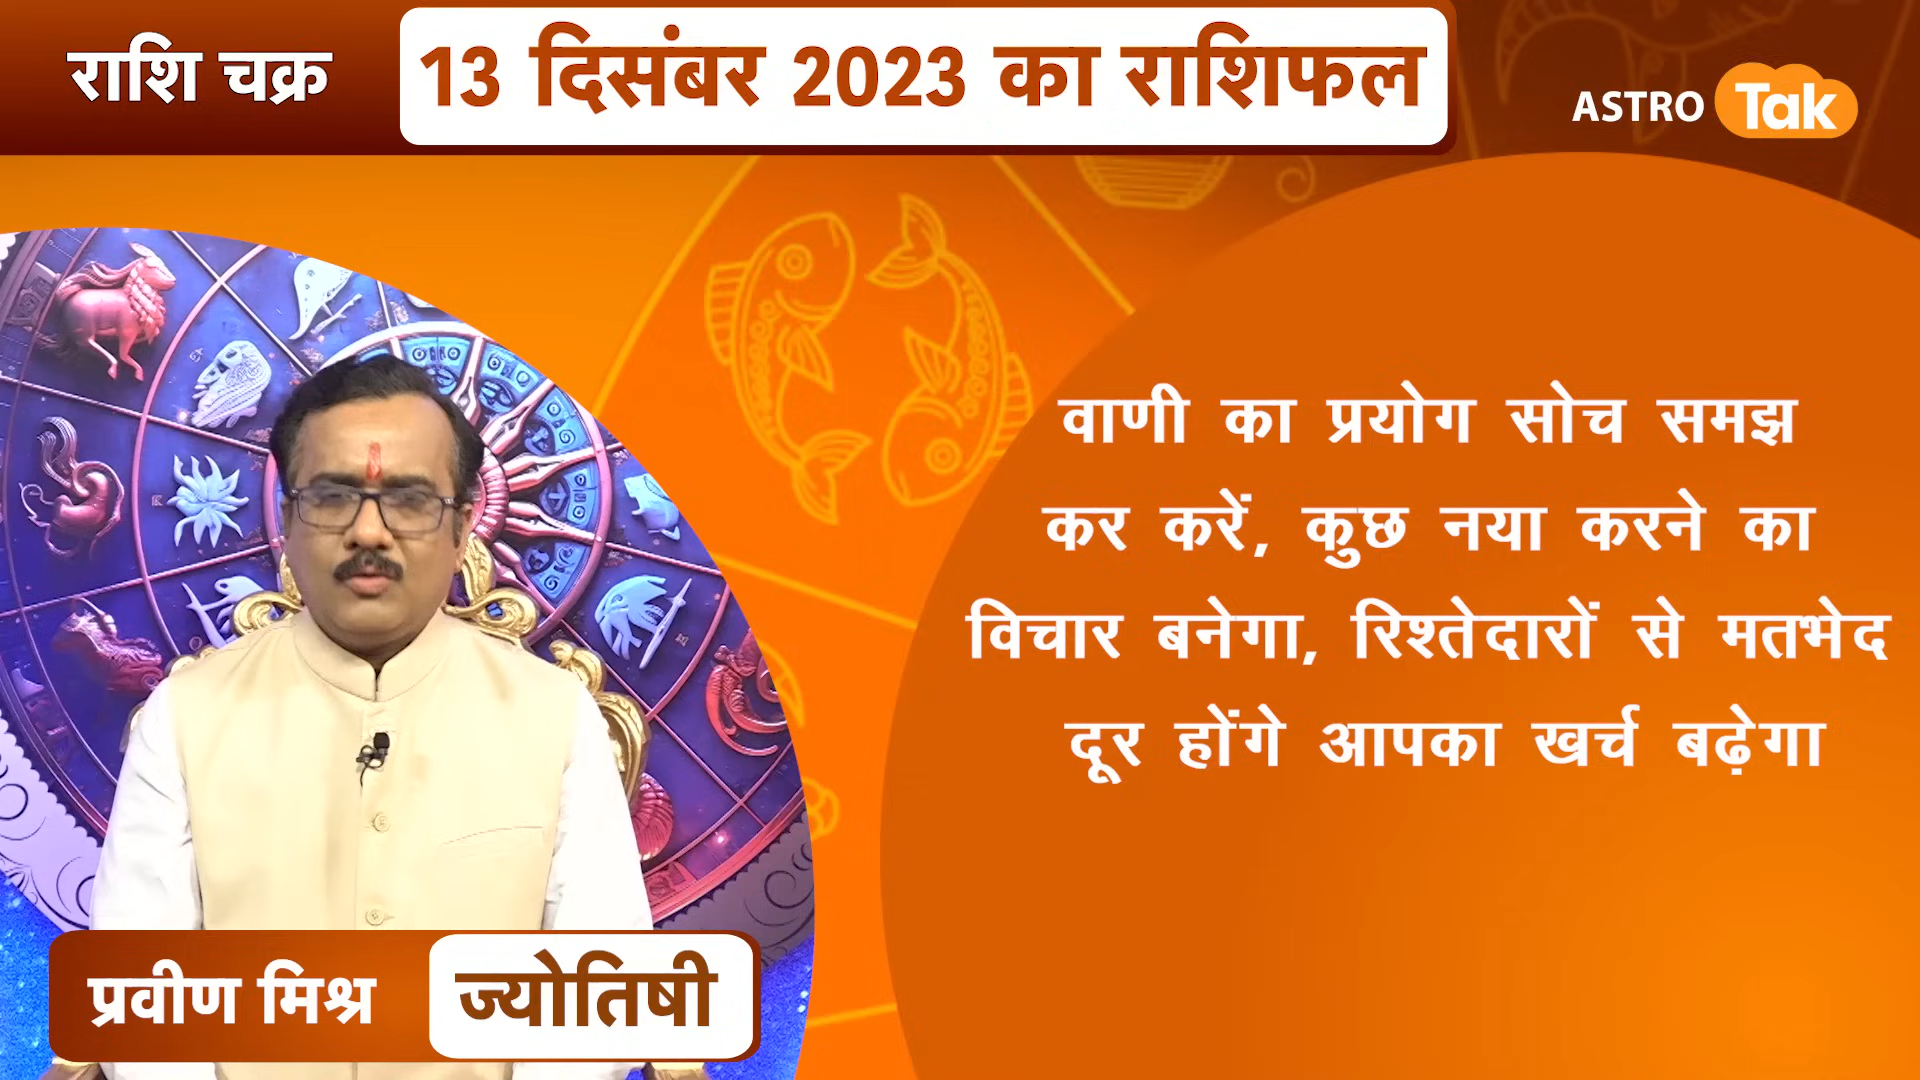 राशि चक्र
13 दिसंबर 2023 का राशिफल
ASTRO Tak
वाणी का प्रयोग सोच समझ
कर करें, कुछ नया करने का
विचार बनेगा, रिश्तेदारों से मतभेद
दूर होंगे आपका खर्च बढ़ेगा
प्रवीण मिश्र
ज्योतिषी